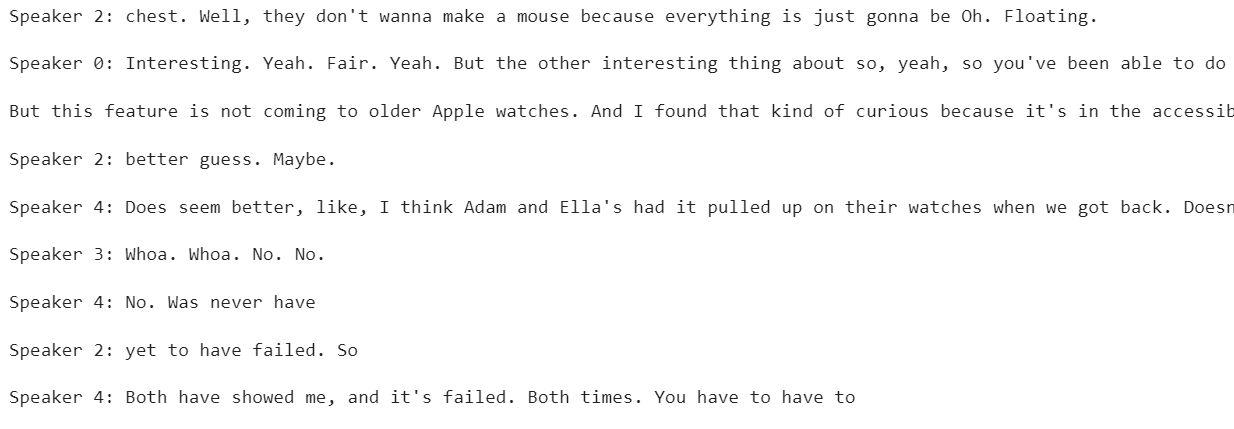 Speaker 2: chest. Well, they don't wanna make a mouse because everything is just gonna be Oh. Floating.
Speaker 0: Interesting. Yeah. Fair. Yeah. But the other interesting thing about so, yeah, so you've been able to do
But this feature is not coming to older Apple watches. And I found that kind of curious because it's in the accessib
Speaker 2: better guess. Maybe.
Speaker 4: Does seem better, like, I think Adam and Ella's had it pulled up on their watches when we got back. Doesn
Speaker 3: Whoa. Whoa. No. No.
Speaker 4: No. Was never have
Speaker 2: yet to have failed. So
Speaker 4: Both have showed me, and it's failed. Both times. You have to have to